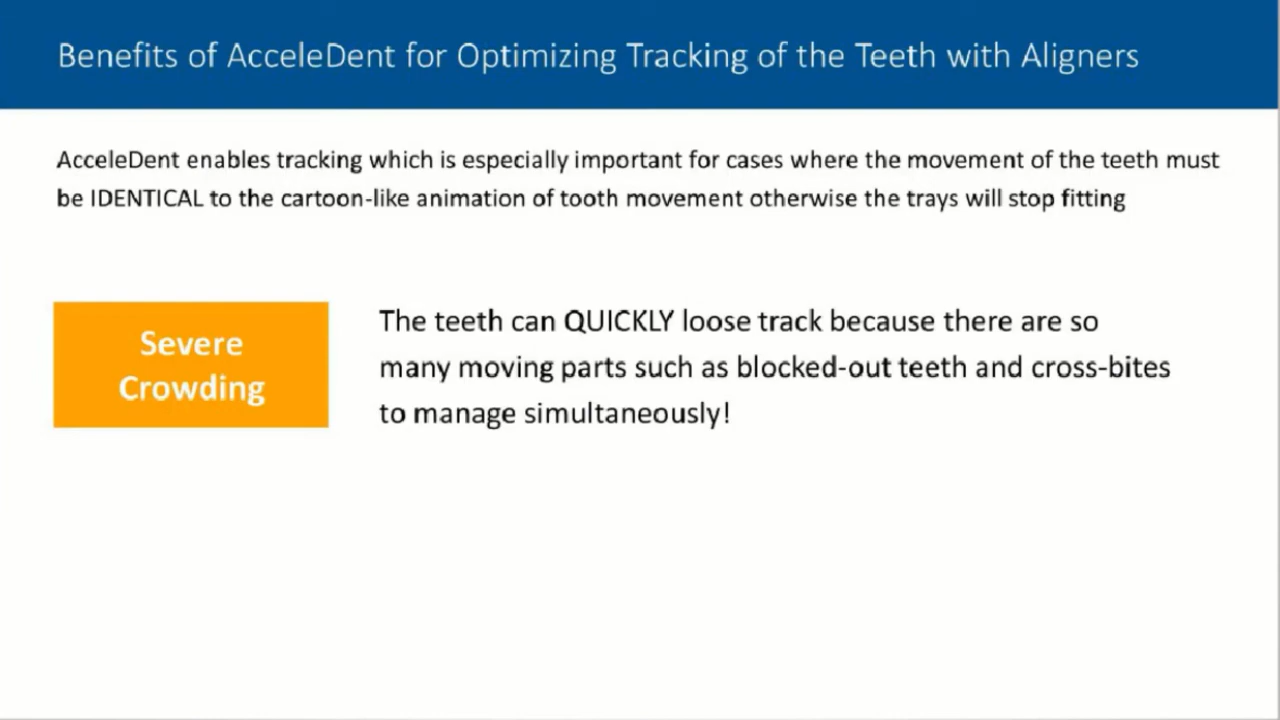 Benefits of AcceleDent for Optimizing Tracking of the Teeth with Aligners
AcceleDent enables tracking which is especially important for cases where the movement of the teeth must
be IDENTICAL to the cartoon-like animation of tooth movement otherwise the trays will stop fitting
Severe
Crowding
The teeth can QUICKLY loose track because there are so
many moving parts such as blocked-out teeth and cross-bites
to manage simultaneously!